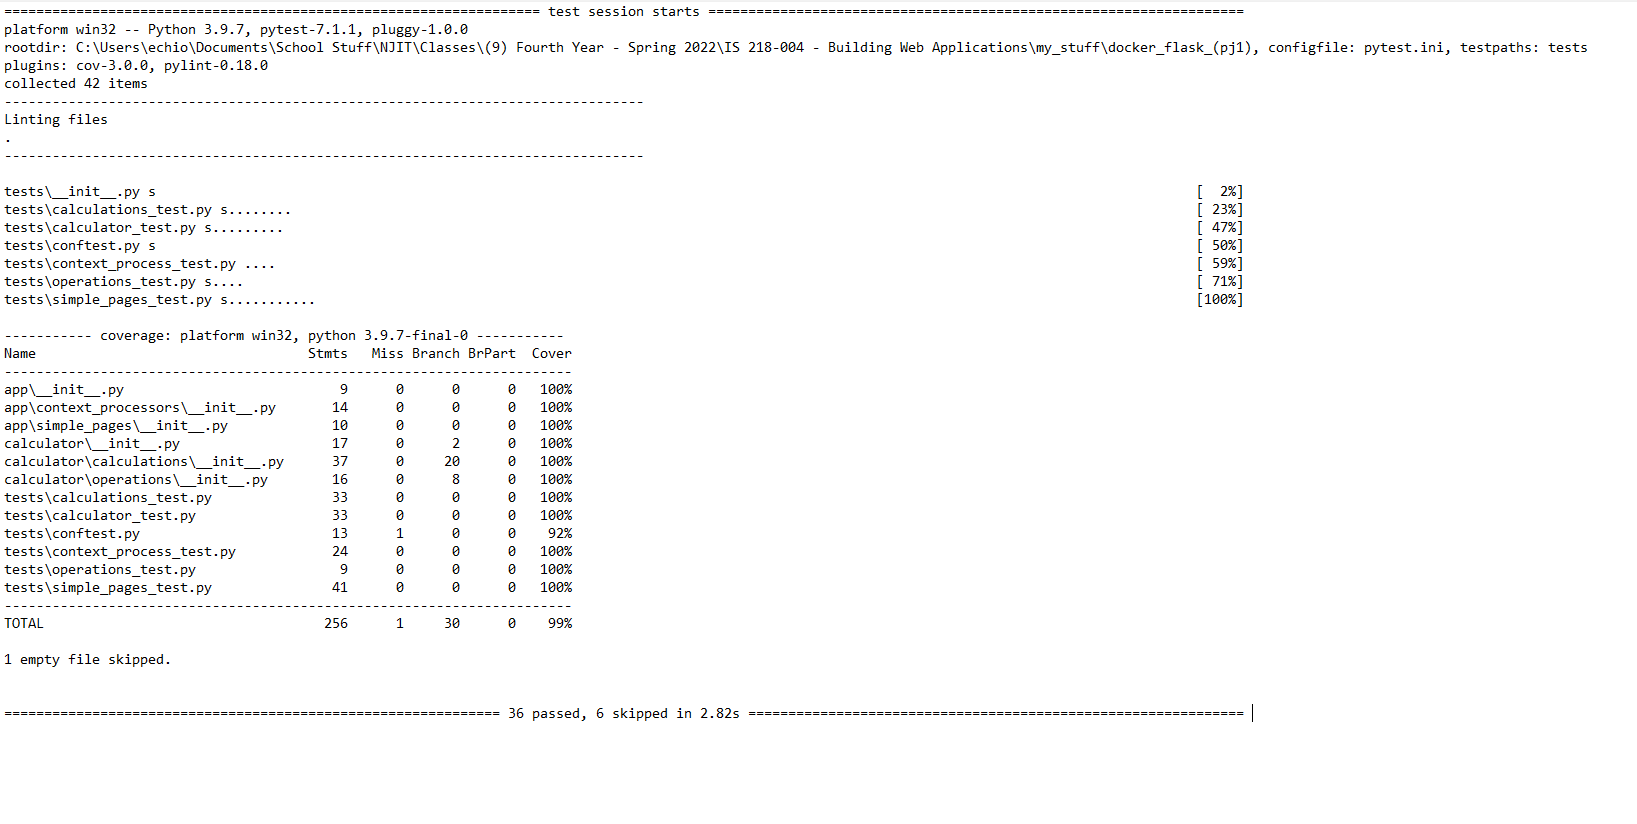 =================================================================== test session starts ===================================================================
platform win32 -- Python 3.9.7, pytest-7.1.1, pluggy-1.0.0
rootdir: C:\Users\echio\Documents\School Stuff\NJIT\Classes\(9) Fourth Year - Spring 2022\IS 218-004 - Building Web Applications\my_stuff\docker_flask_(pj1), configfile: pytest.ini, testpaths: tests
plugins: cov-3.0.0, pylint-0.18.0
collected 42 items
--------------------------------------------------------------------------------
Linting files
.
--------------------------------------------------------------------------------
tests\__init__.py s [  2%]
tests\calculations_test.py s........ [ 23%]
tests\calculator_test.py s......... [ 47%]
tests\conftest.py s [ 50%]
tests\context_process_test.py .... [ 59%]
tests\operations_test.py s.... [ 71%]
tests\simple_pages_test.py s........... [100%]
----------- coverage: platform win32, python 3.9.7-final-0 -----------
Name                                  Stmts   Miss Branch BrPart  Cover
-----------------------------------------------------------------------
app\__init__.py                           9      0      0      0   100%
app\context_processors\__init__.py       14      0      0      0   100%
app\simple_pages\__init__.py             10      0      0      0   100%
calculator\__init__.py                   17      0      2      0   100%
calculator\calculations\__init__.py      37      0     20      0   100%
calculator\operations\__init__.py        16      0      8      0   100%
tests\calculations_test.py               33      0      0      0   100%
tests\calculator_test.py                 33      0      0      0   100%
tests\conftest.py                        13      1      0      0    92%
tests\context_process_test.py            24      0      0      0   100%
tests\operations_test.py                  9      0      0      0   100%
tests\simple_pages_test.py               41      0      0      0   100%
-----------------------------------------------------------------------
TOTAL                                   256      1     30      0    99%
1 empty file skipped.
============================================================== 36 passed, 6 skipped in 2.82s ==============================================================